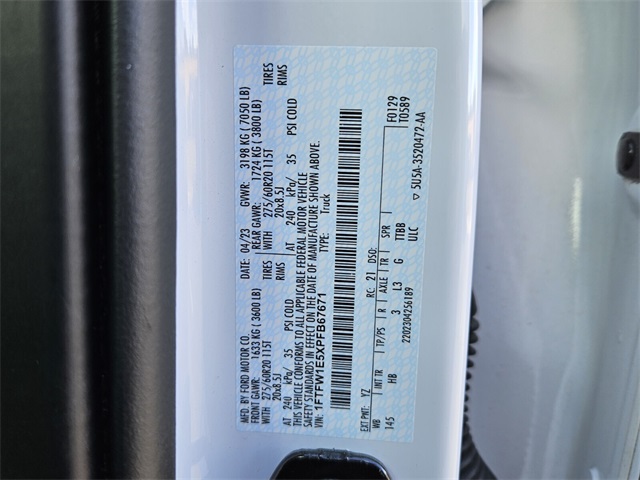 MFD. BY FORD MOTOR CO. DATE: 04/23 GVWR: 3198 KG ( 7050 LB)
FRONT GAWR: 1633 KG ( 3600 LB) REAR GAWR: 1724 KG ( 3800 LB)
WITH 275/60R20 115T TIRES WITH 275/60R20 115T TIRES
20x8.5J RIMS 20x8.5J RIMS
AT 240 kPa/ 35 PSI COLD AT 240 kPa/ 35 PSI COLD
THIS VEHICLE CONFORMS TO ALL APPLICABLE FEDERAL MOTOR VEHICLE
SAFETY STANDARDS IN EFFECT ON THE DATE OF MANUFACTURE SHOWN ABOVE.
VIN: 1FTFW1E5XPFB67671 TYPE: Truck
F0129
T0589
EXT PNT: YZ RC: 21 DSO:
WB INT TR TP/PS R AXLE TR SPR
145 HB 3 L3 G TTBB
ULC
2202304256189
▽ 5U5A-3520472-AA